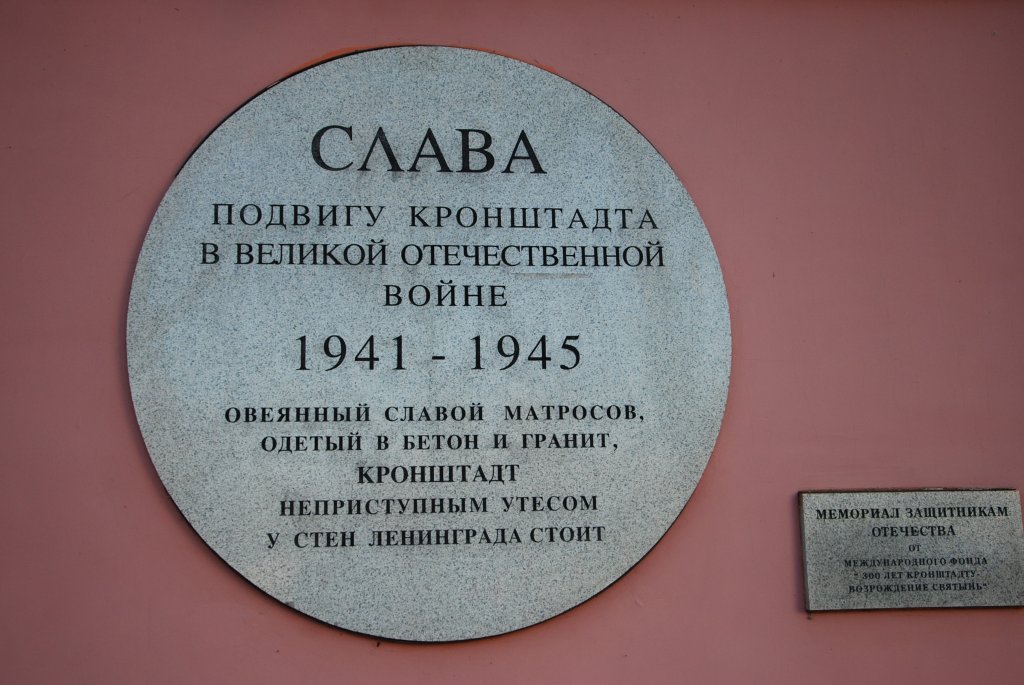 СЛАВА
ПОДВИГУ КРОНШТАДТА
В ВЕЛИКОЙ ОТЕЧЕСТВЕННОЙ
ВОЙНЕ
1941 - 1945
ОВЕЯННЫЙ СЛАВОЙ МАТРОСОВ,
ОДЕТЫЙ В БЕТОН И ГРАНИТ,
КРОНШТАДТ
НЕПРИСТУПНЫМ УТЕСОМ
У СТЕН ЛЕНИНГРАДА СТОИТ
МЕМОРИАЛ ЗАЩИТНИКАМ
ОТЕЧЕСТВА
ОТ
МЕЖДУНАРОДНОГО ФОНДА
" 300 ЛЕТ КРОНШТАДТУ-
ВОЗРОЖДЕНИЕ СВЯТЫНЬ"